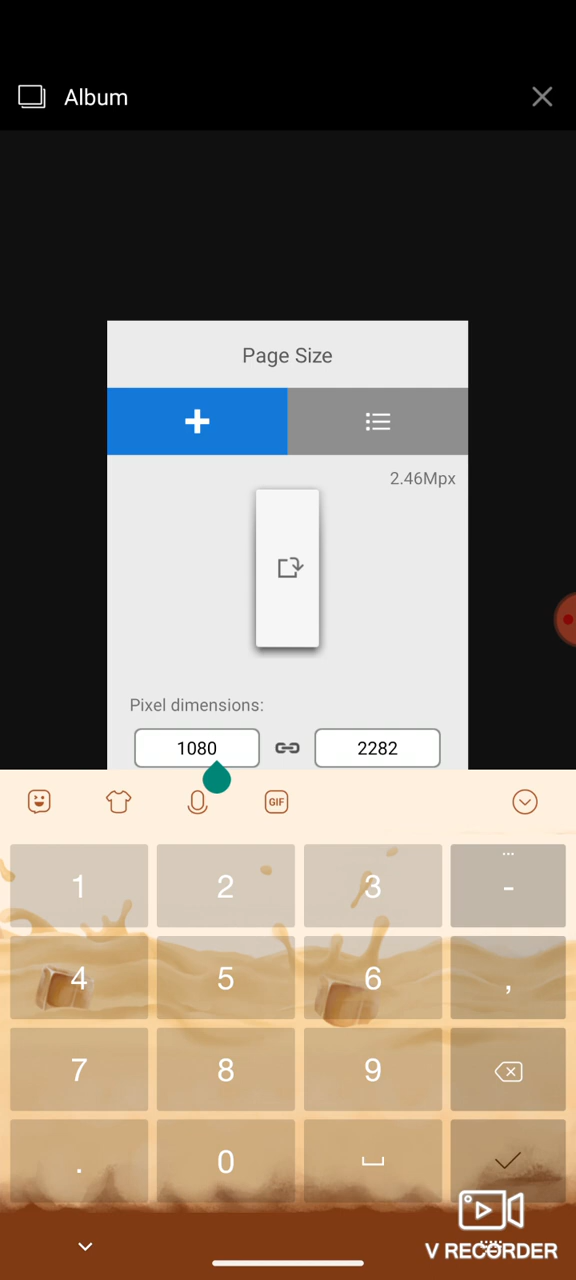 Album
Page Size
2.46Mpx
Pixel dimensions:
1080 2282
GIF
1 2 3 -
4 5 6 ,
7 8 9
. 0
V RECORDER